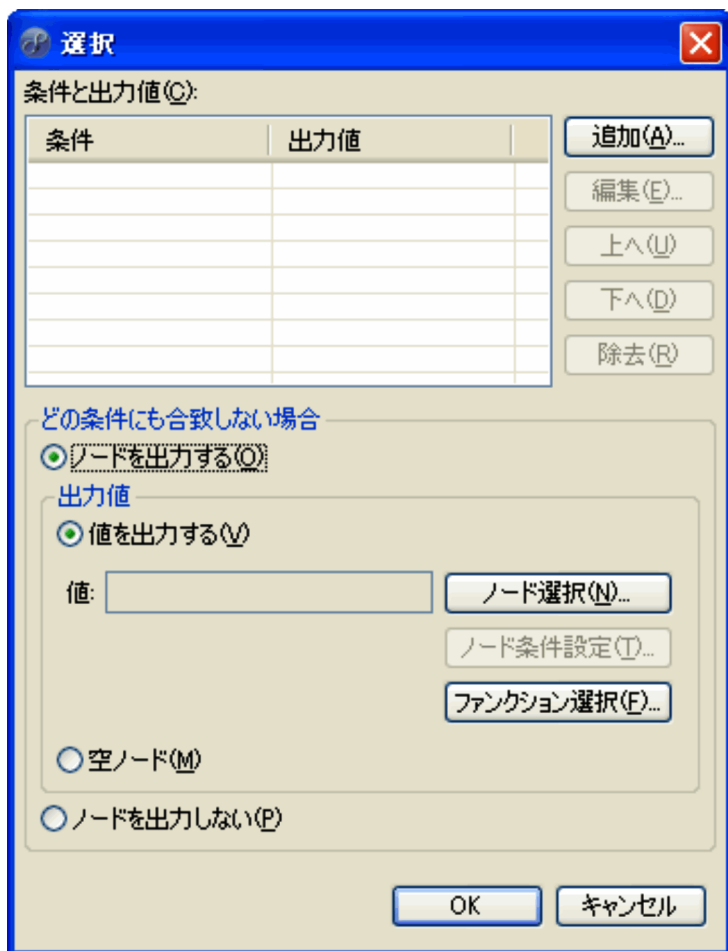 選択
条件と出力値(C):
条件 出力値
追加(A)...
編集(E)...
上へ(U)
下へ(D)
除去(R)
どの条件にも合致しない場合
ノードを出力する(O)
出力値
値を出力する(V)
値: ノード選択(N)...
ノード条件設定(T)...
ファンクション選択(F)...
空ノード(M)
ノードを出力しない(P)
OK キャンセル